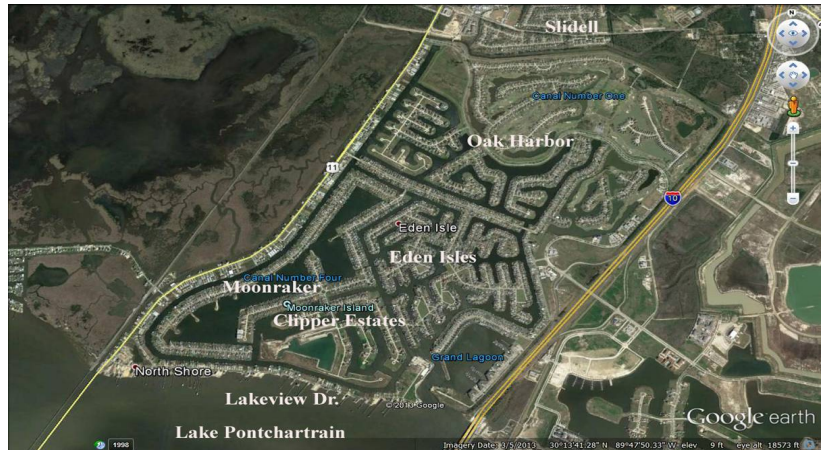 N
Slidell
Canal Number One
Oak Harbor
11
10
Eden Isle
Eden Isles
Canal Number Four
Moonraker
Moonraker Island
Clipper Estates
Grand Lagoon
North Shore
Lakeview Dr.
© 2013 Google
Google earth
Lake Pontchartrain
1998
Imagery Date: 3/5/2013 30°13'41.28" N 89°47'50.33" W elev 9 ft eye alt 18573 ft